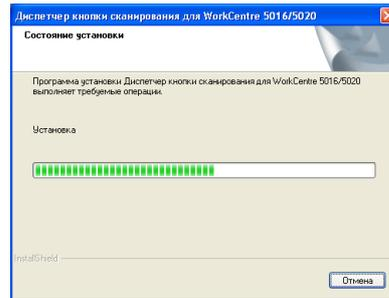 Диспетчер кнопки сканирования для WorkCentre 5016/5020
Состояние установки
Программа установки Диспетчер кнопки сканирования для WorkCentre 5016/5020
выполняет требуемые операции.
Установка
InstallShield
Отмена